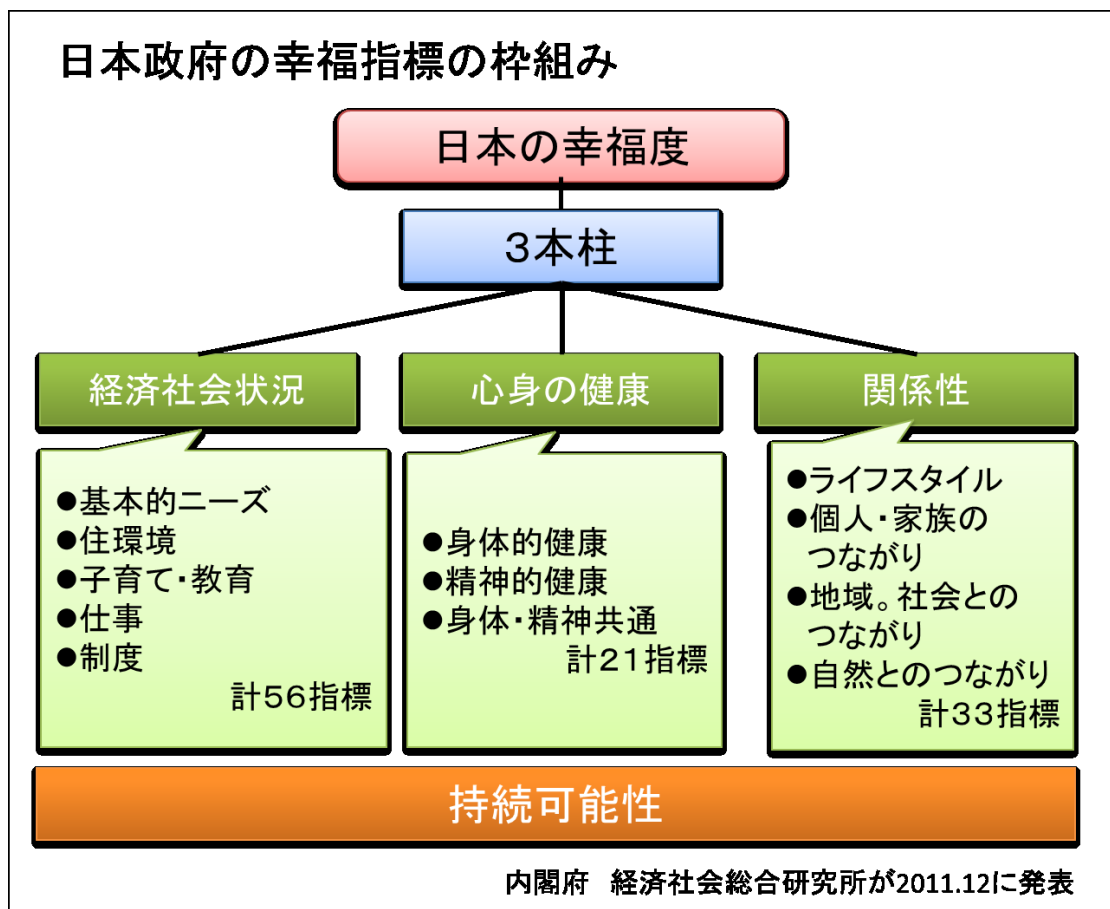 日本政府の幸福指標の枠組み
日本の幸福度
3本柱
経済社会状況
●基本的ニーズ
●住環境
●子育て・教育
●仕事
●制度
計56指標
心身の健康
●身体的健康
●精神的健康
●身体・精神共通
計21指標
関係性
●ライフスタイル
●個人・家族の
つながり
●地域。社会との
つながり
●自然とのつながり
計33指標
持続可能性
内閣府 経済社会総合研究所が2011.12に発表